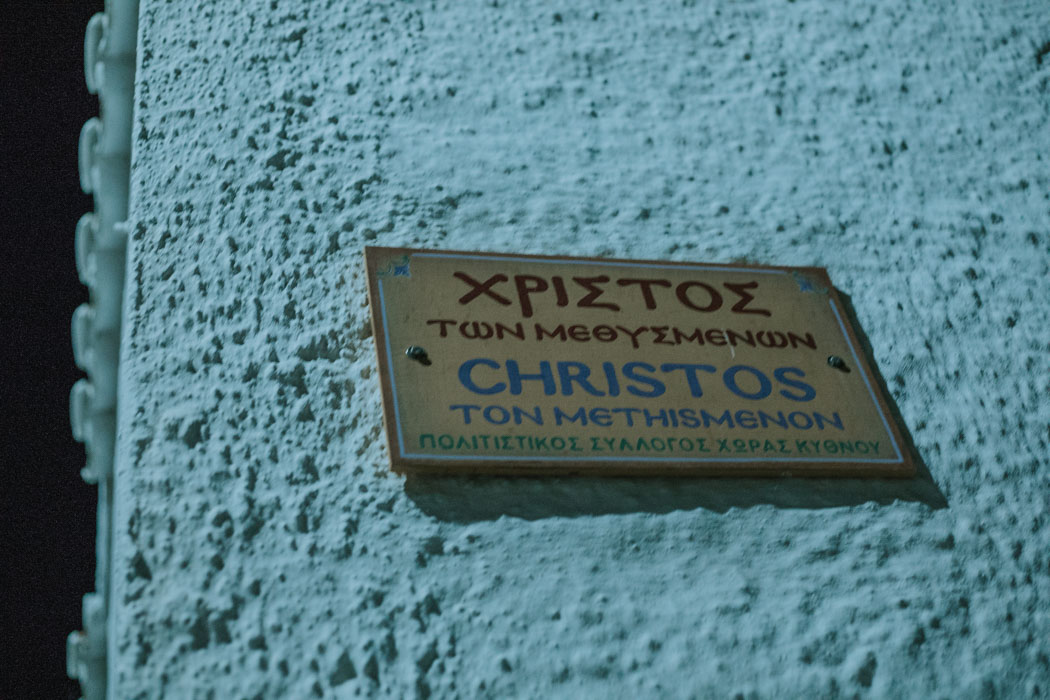 ΧΡΙΣΤΟΣ
ΤΩΝ ΜΕΘΥΣΜΕΝΩΝ
CHRISTOS
TON METHISMENON
ΠΟΛΙΤΙΣΤΙΚΟΣ ΣΥΛΛΟΓΟΣ ΧΩΡΑΣ ΚΥΘΝΟΥ